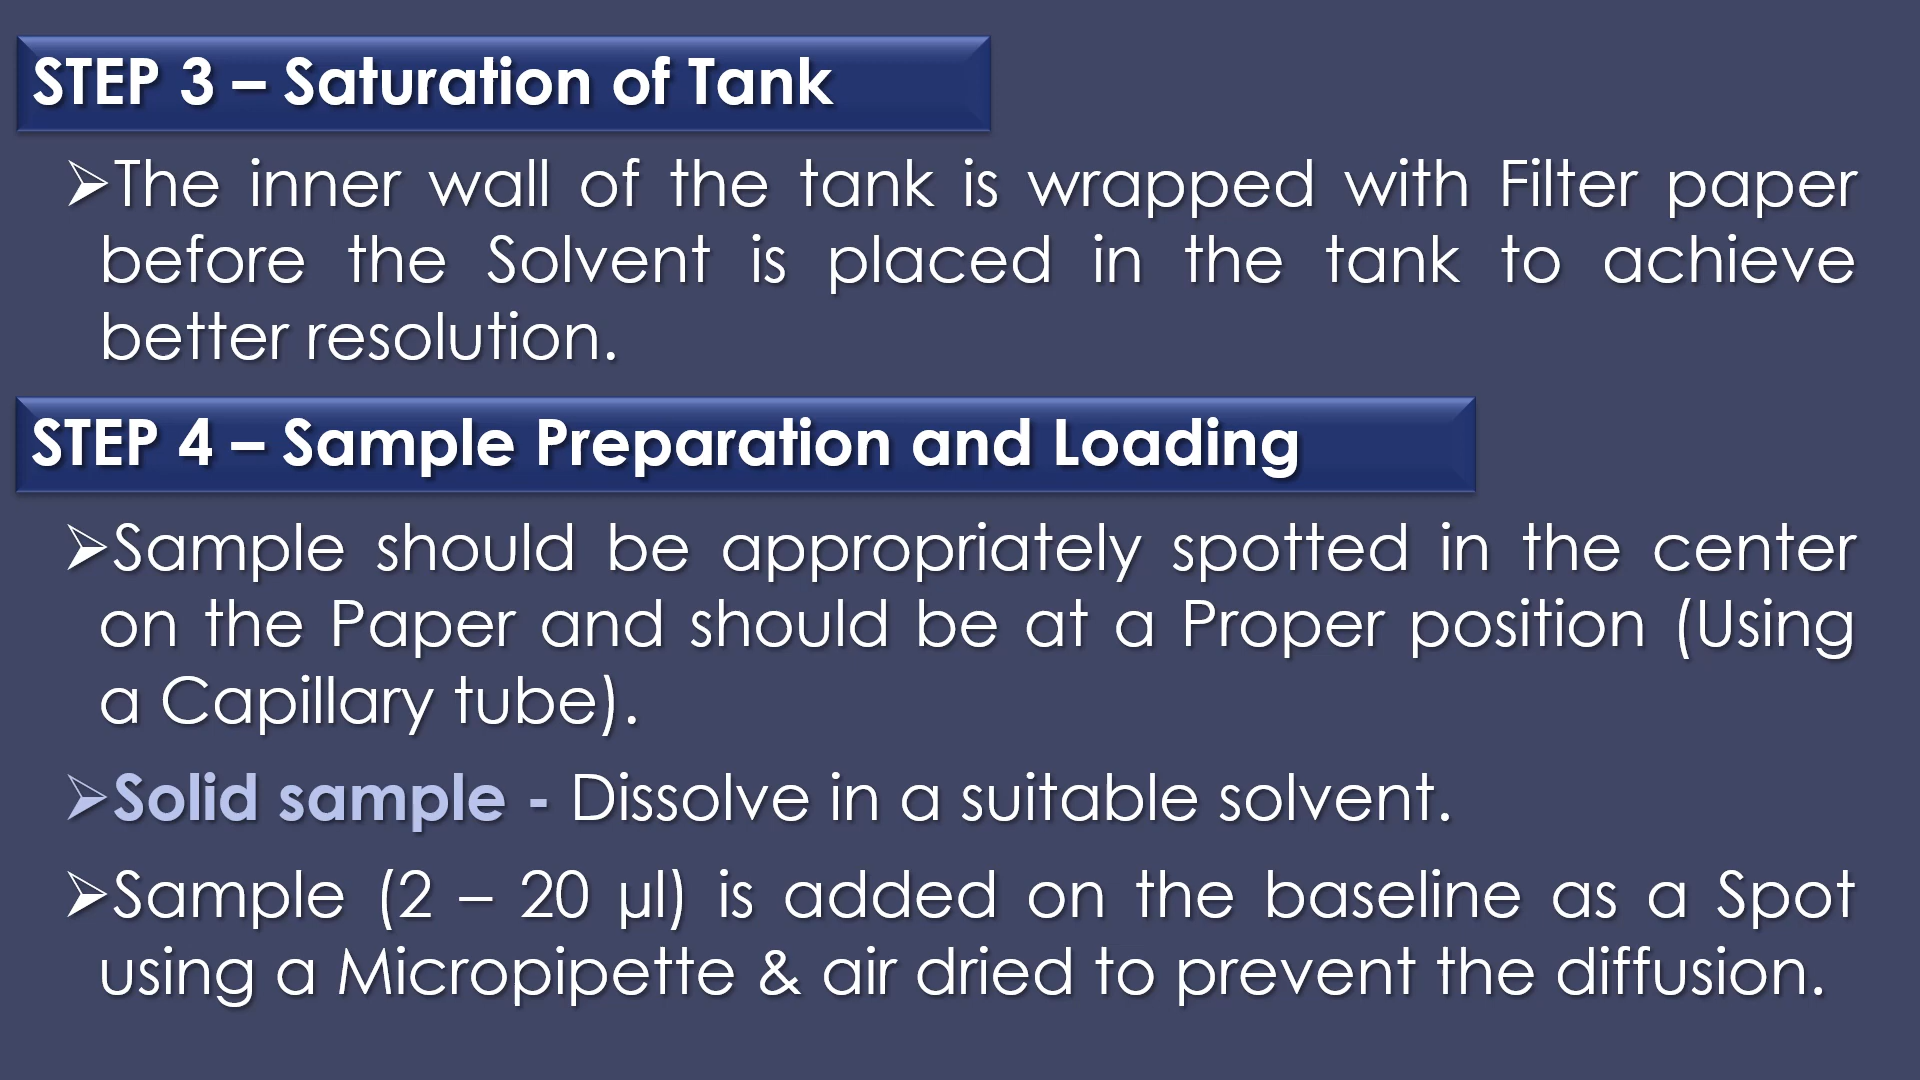 STEP 3 – Saturation of Tank
➢The inner wall of the tank is wrapped with Filter paper
before the Solvent is placed in the tank to achieve
better resolution.
STEP 4 – Sample Preparation and Loading
➢Sample should be appropriately spotted in the center
on the Paper and should be at a Proper position (Using
a Capillary tube).
➢Solid sample - Dissolve in a suitable solvent.
➢Sample (2 – 20 µl) is added on the baseline as a Spot
using a Micropipette & air dried to prevent the diffusion.